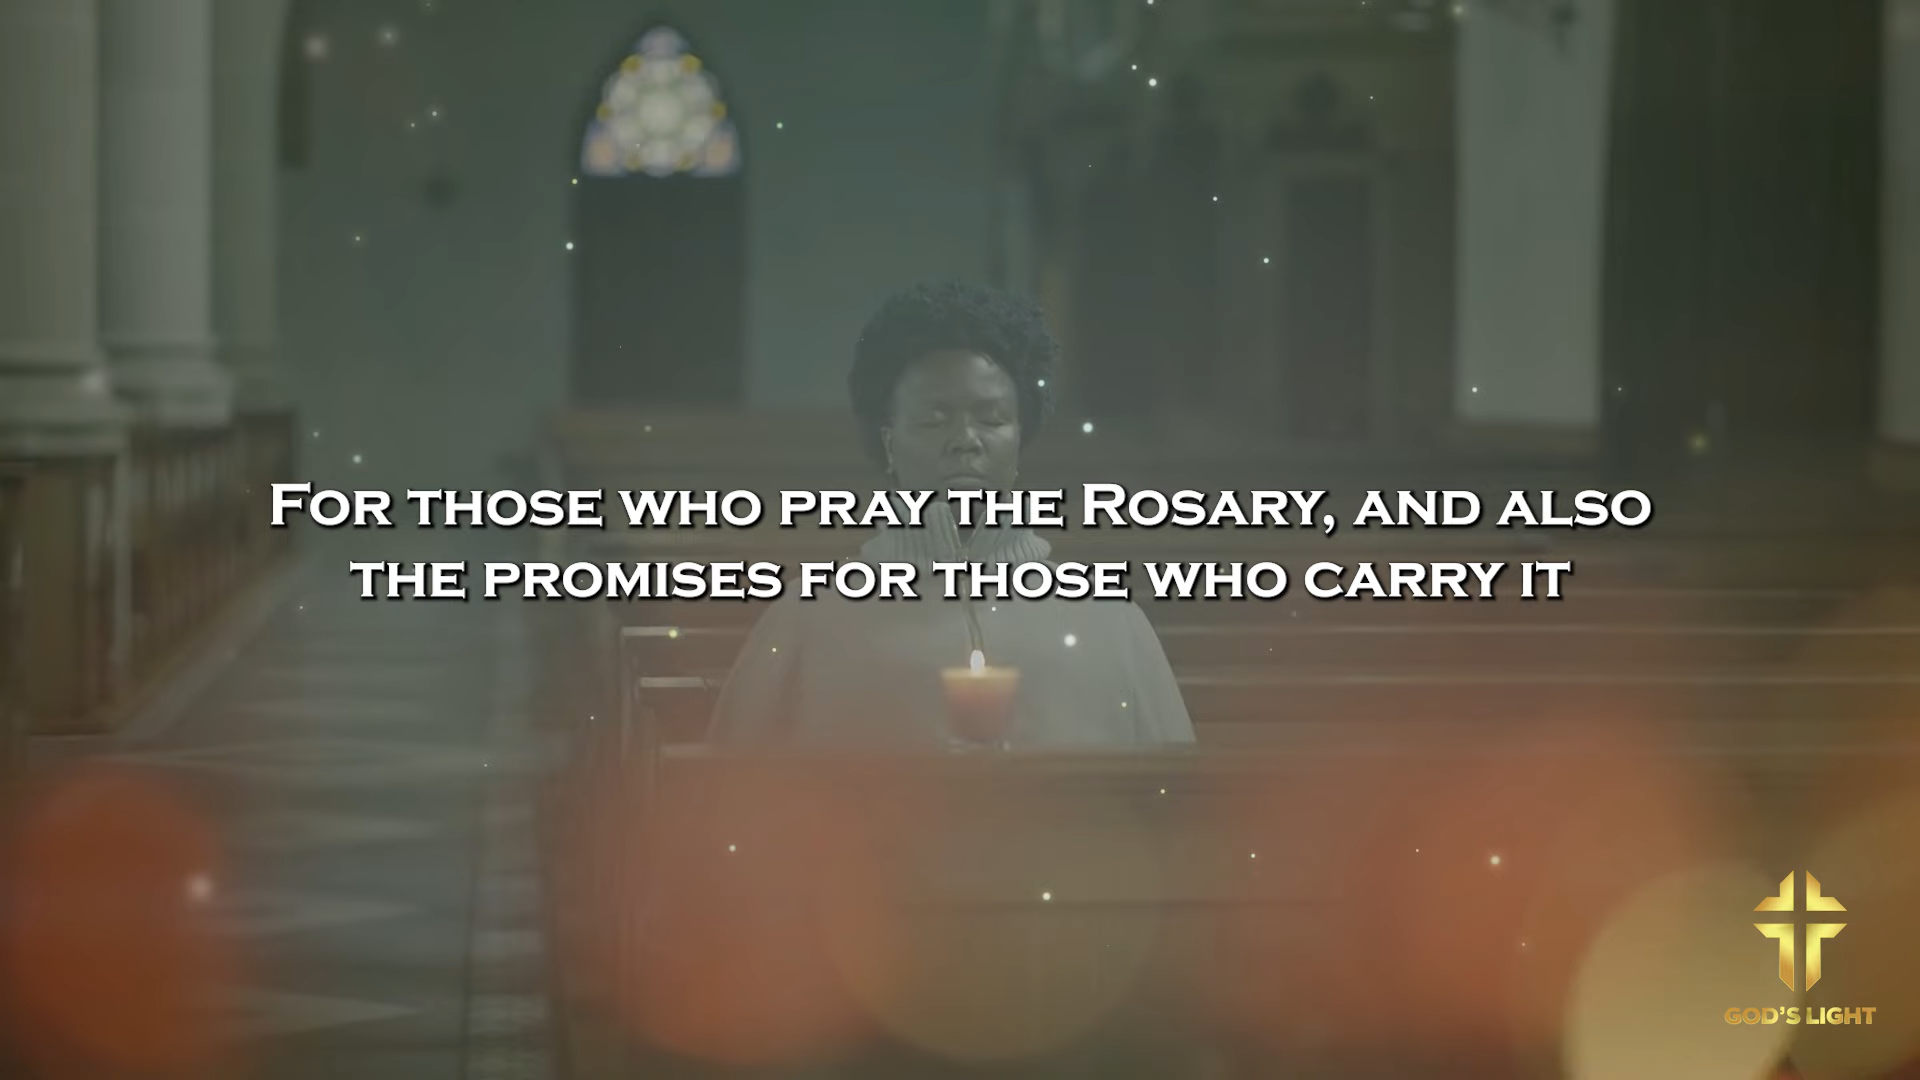 For those who pray the Rosary, and also
the promises for those who carry it
GOD'S LIGHT